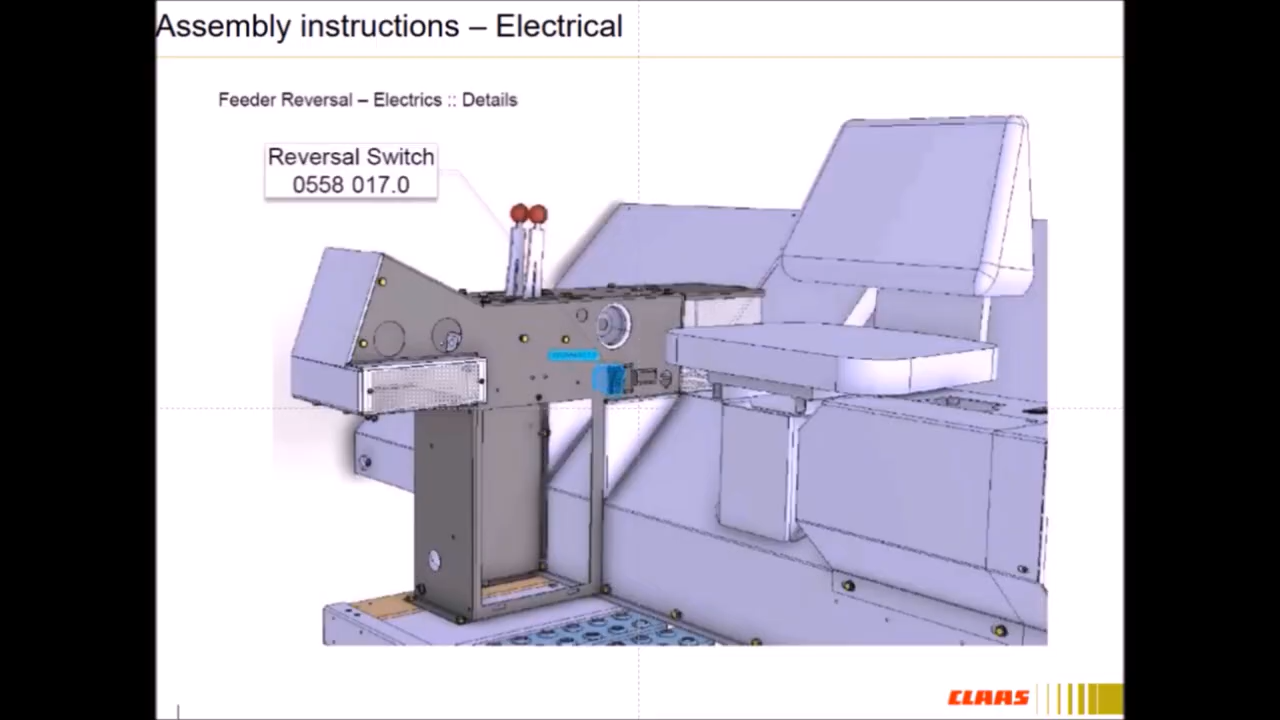 Assembly instructions – Electrical
Feeder Reversal – Electrics :: Details
Reversal Switch
0558 017.0
CLAAS